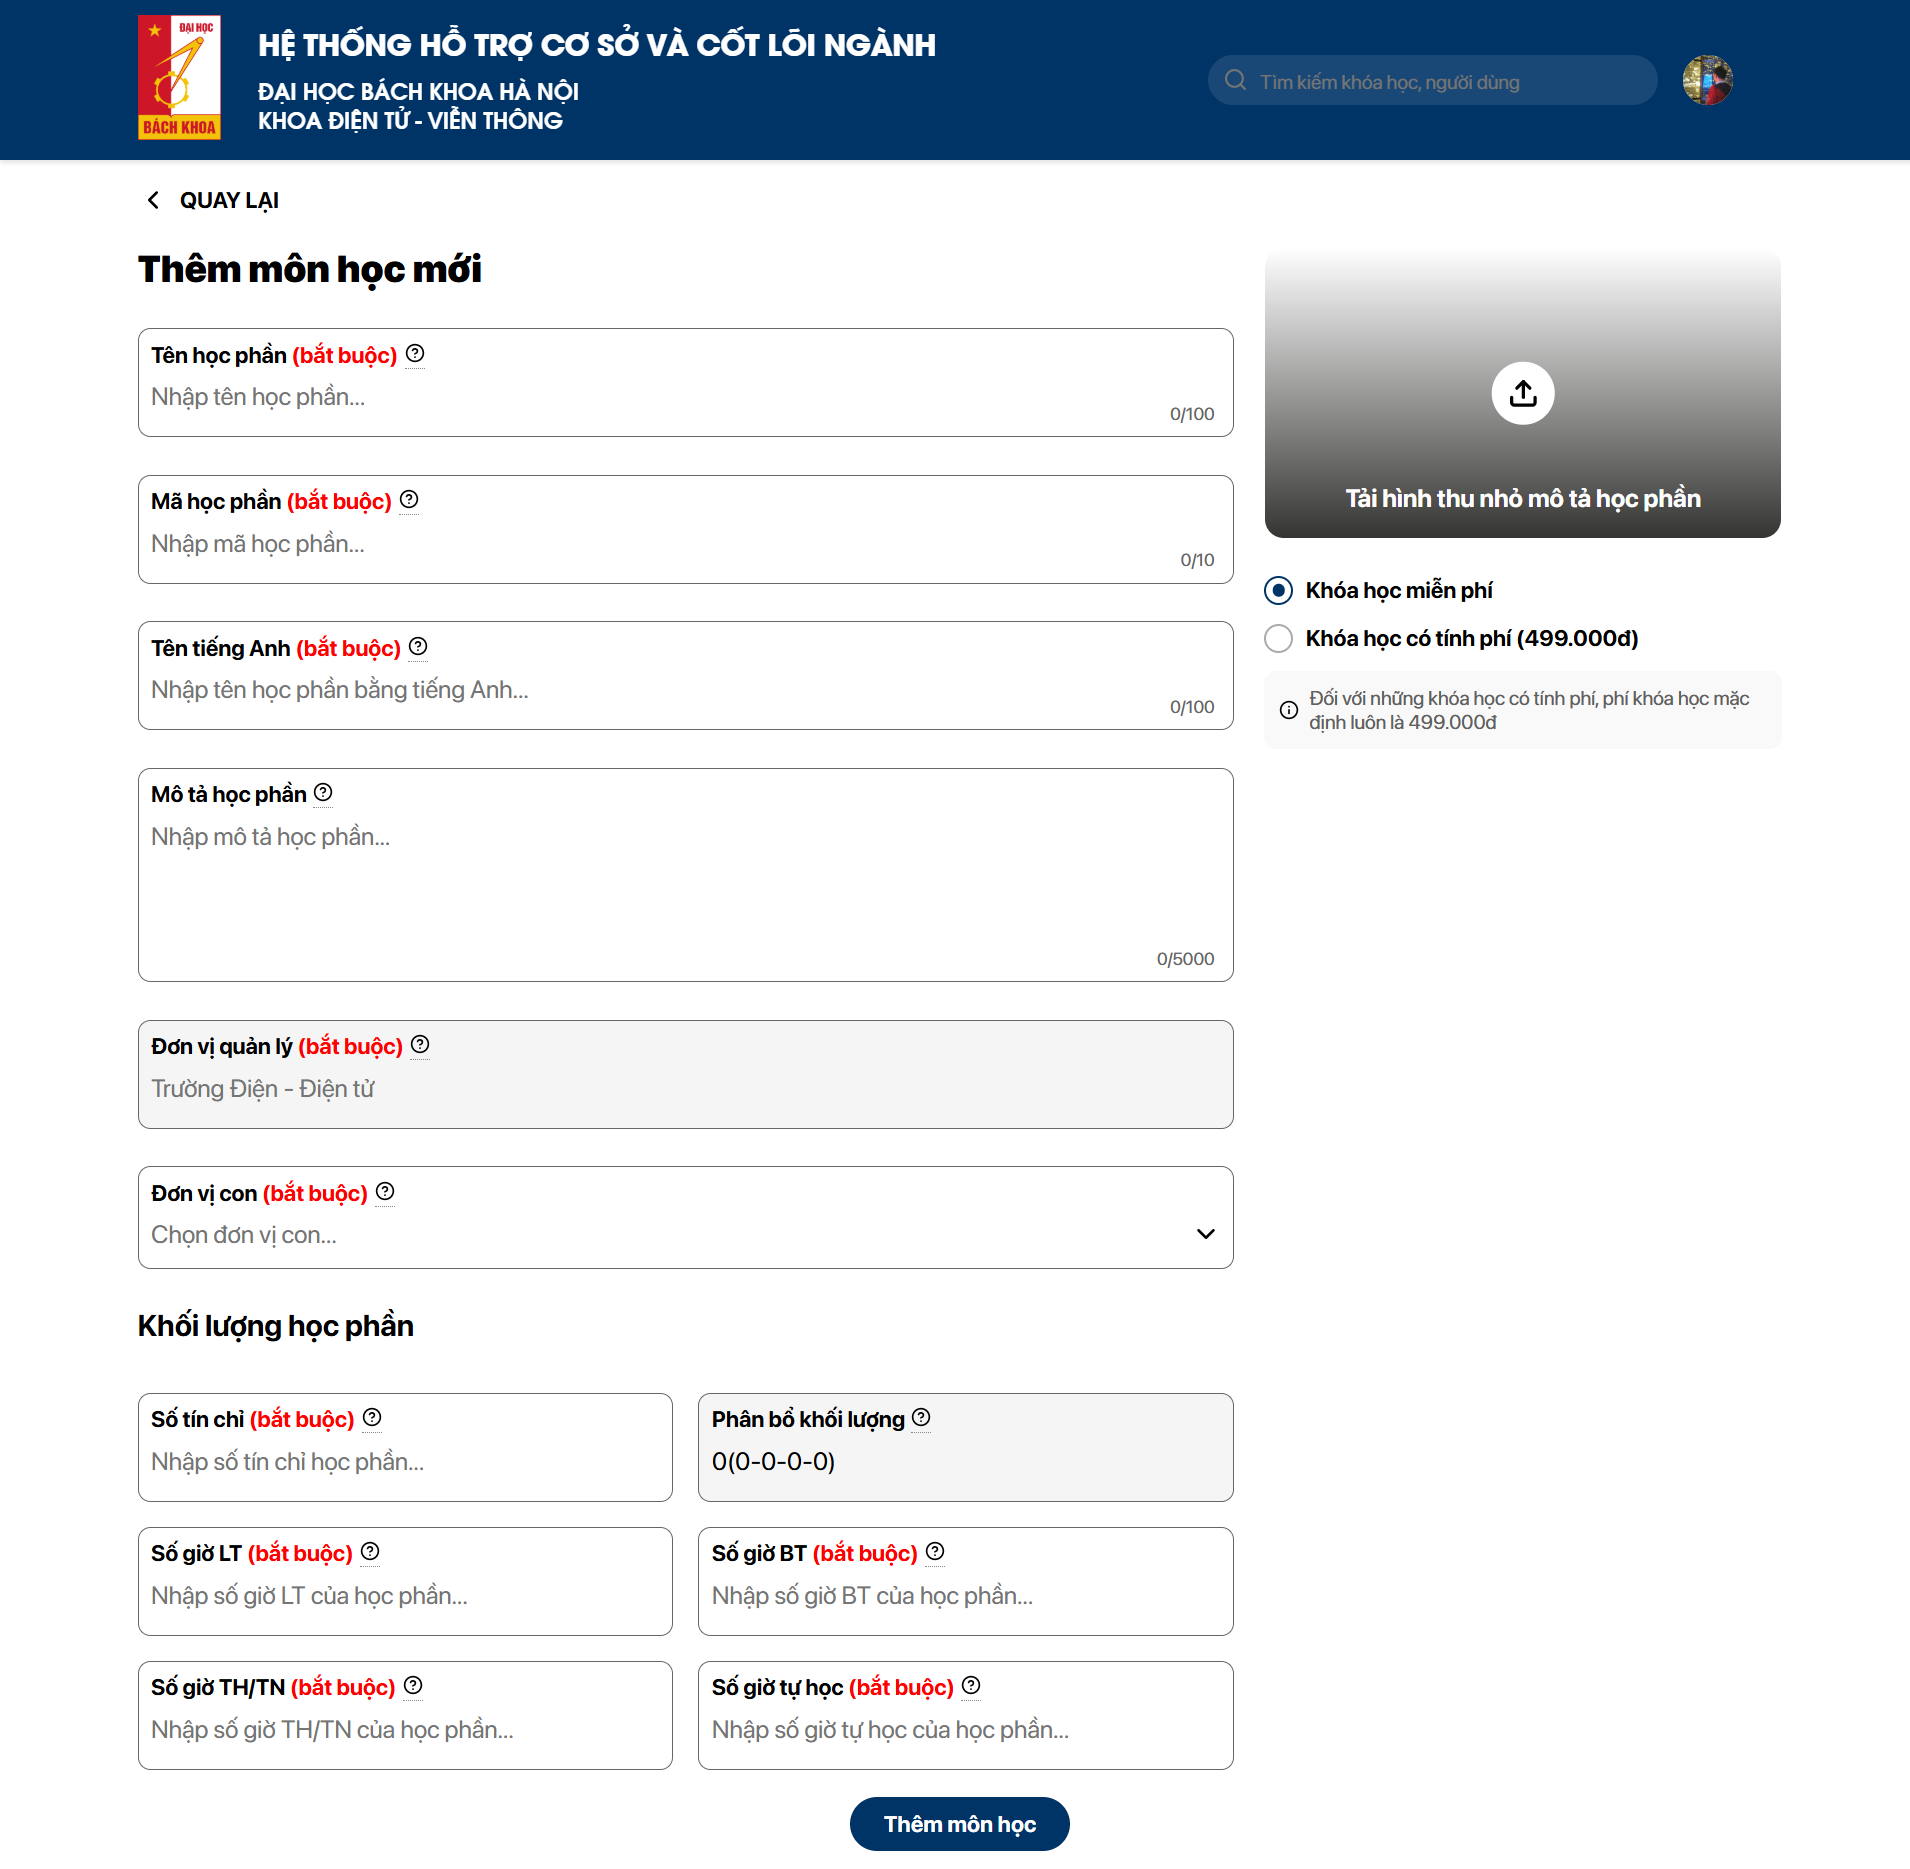 ĐẠI HỌC
BÁCH KHOA
HỆ THỐNG HỖ TRỢ CƠ SỞ VÀ CỐT LÕI NGÀNH
ĐẠI HỌC BÁCH KHOA HÀ NỘI
KHOA ĐIỆN TỬ - VIỄN THÔNG
Tìm kiếm khóa học, người dùng
QUAY LẠI
Thêm môn học mới
Tên học phần (bắt buộc)
Nhập tên học phần...
0/100
Mã học phần (bắt buộc)
Nhập mã học phần...
0/10
Tên tiếng Anh (bắt buộc)
Nhập tên học phần bằng tiếng Anh...
0/100
Mô tả học phần
Nhập mô tả học phần...
0/5000
Đơn vị quản lý (bắt buộc)
Trường Điện - Điện tử
Đơn vị con (bắt buộc)
Chọn đơn vị con...
Tải hình thu nhỏ mô tả học phần
Khóa học miễn phí
Khóa học có tính phí (499.000đ)
Đối với những khóa học có tính phí, phí khóa học mặc
định luôn là 499.000đ
Khối lượng học phần
Số tín chỉ (bắt buộc)
Nhập số tín chỉ học phần...
Phân bổ khối lượng
0(0-0-0-0)
Số giờ LT (bắt buộc)
Nhập số giờ LT của học phần...
Số giờ BT (bắt buộc)
Nhập số giờ BT của học phần...
Số giờ TH/TN (bắt buộc)
Nhập số giờ TH/TN của học phần...
Số giờ tự học (bắt buộc)
Nhập số giờ tự học của học phần...
Thêm môn học